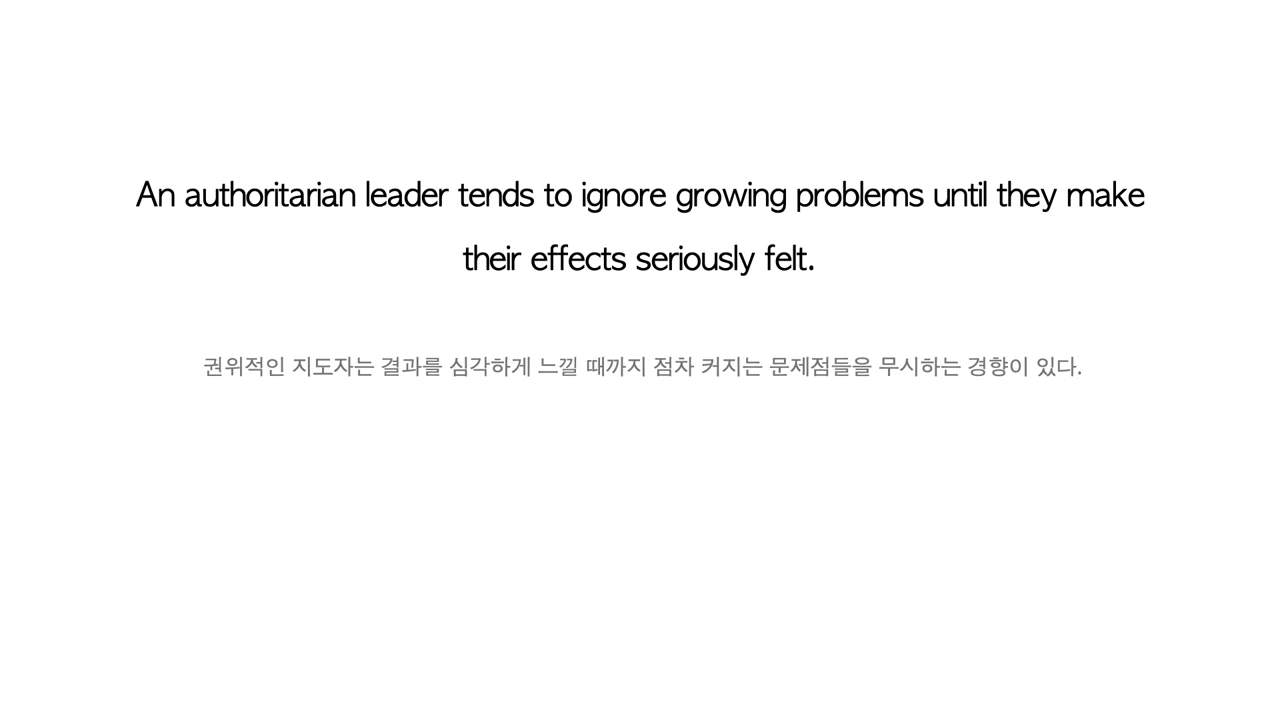 An authoritarian leader tends to ignore growing problems until they make
their effects seriously felt.
권위적인 지도자는 결과를 심각하게 느낄 때까지 점차 커지는 문제점들을 무시하는 경향이 있다.